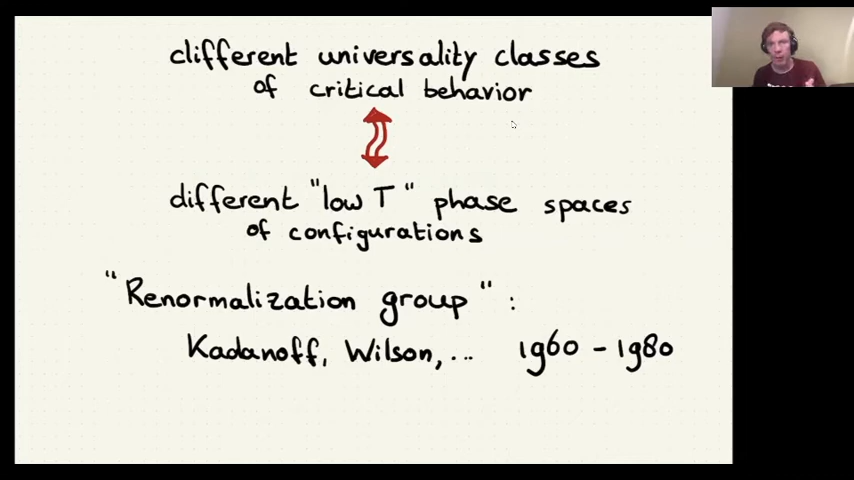 different universality classes
of critical behavior
different "low T" phase spaces
of configurations
"Renormalization group":
Kadanoff, Wilson, ... 1960 - 1980